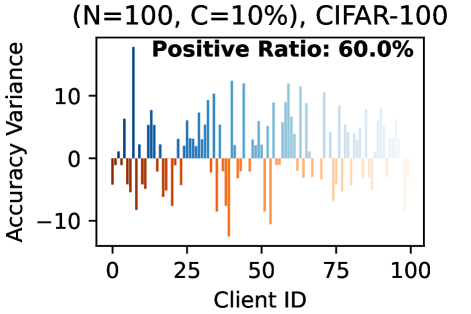 (N=100, C=10%), CIFAR-100
Positive Ratio: 60.0%
Accuracy Variance
10
0
−10
0 25 50 75 100
Client ID